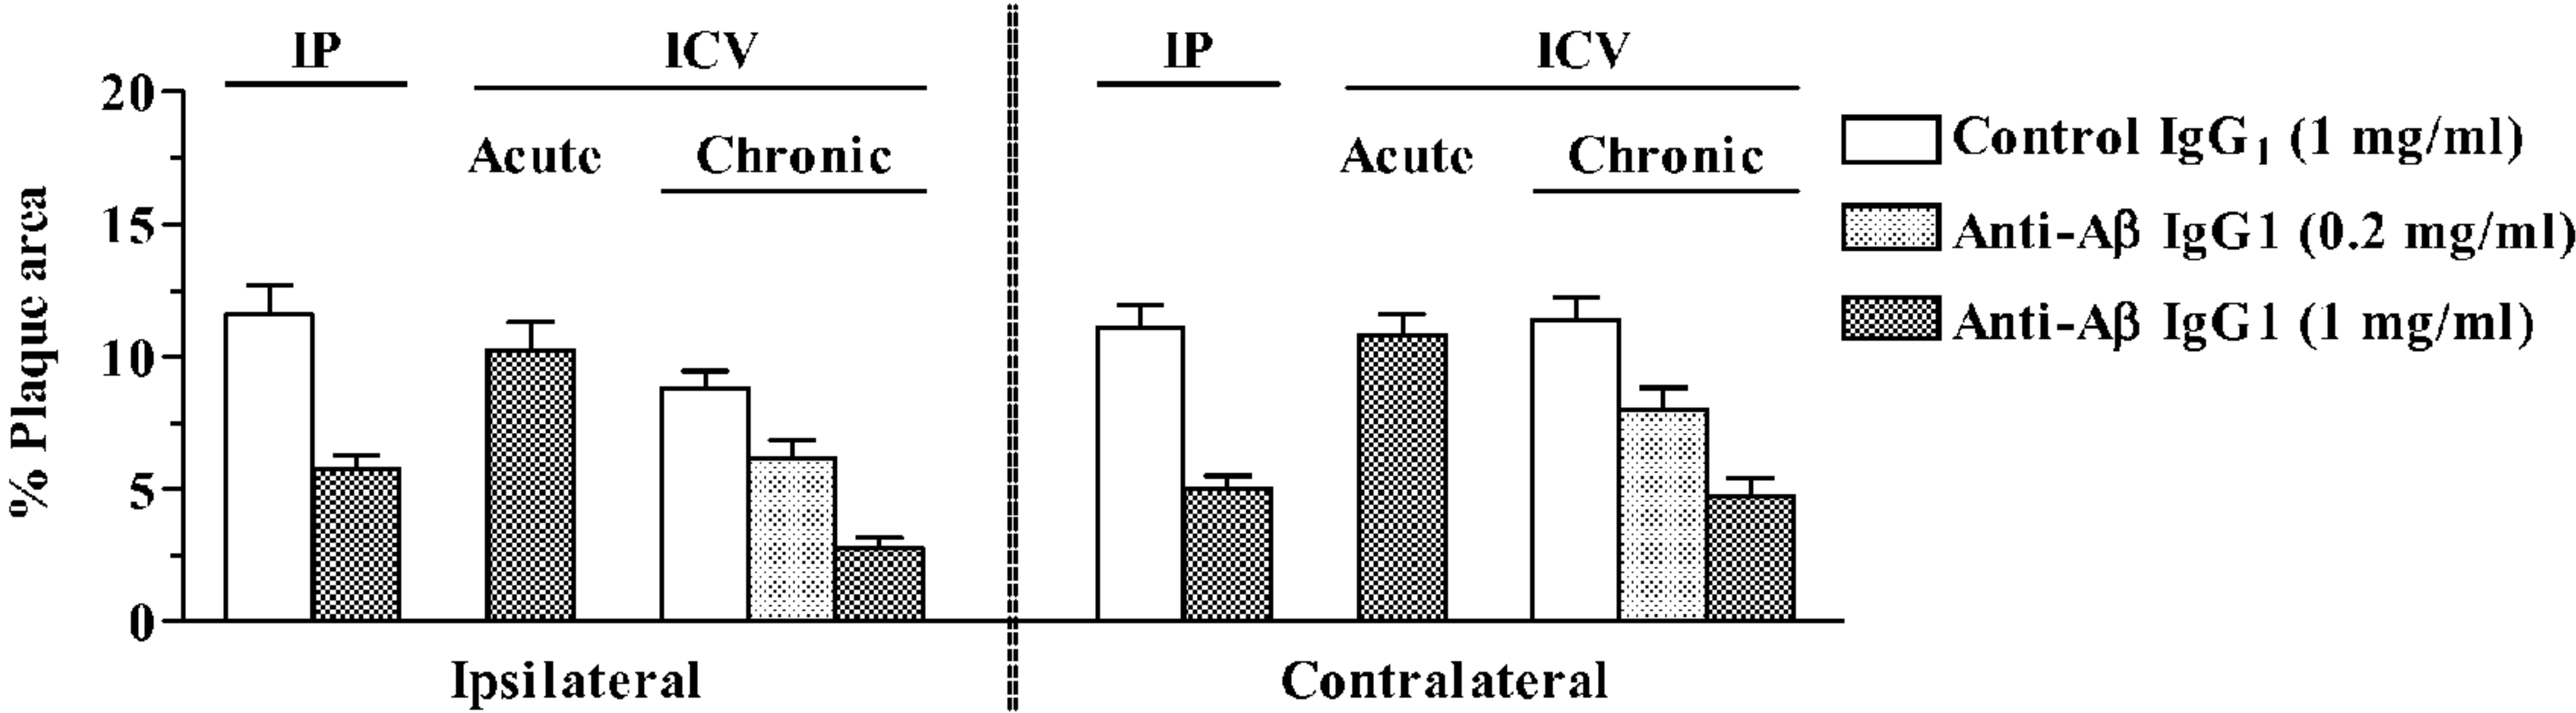 IP
ICV
IP
ICV
Acute
Chronic
Acute
Chronic
% Plaque area
20
15
10
5
0
Ipsilateral
Contralateral
Control IgG₁ (1 mg/ml)
Anti-Aβ IgG1 (0.2 mg/ml)
Anti-Aβ IgG1 (1 mg/ml)